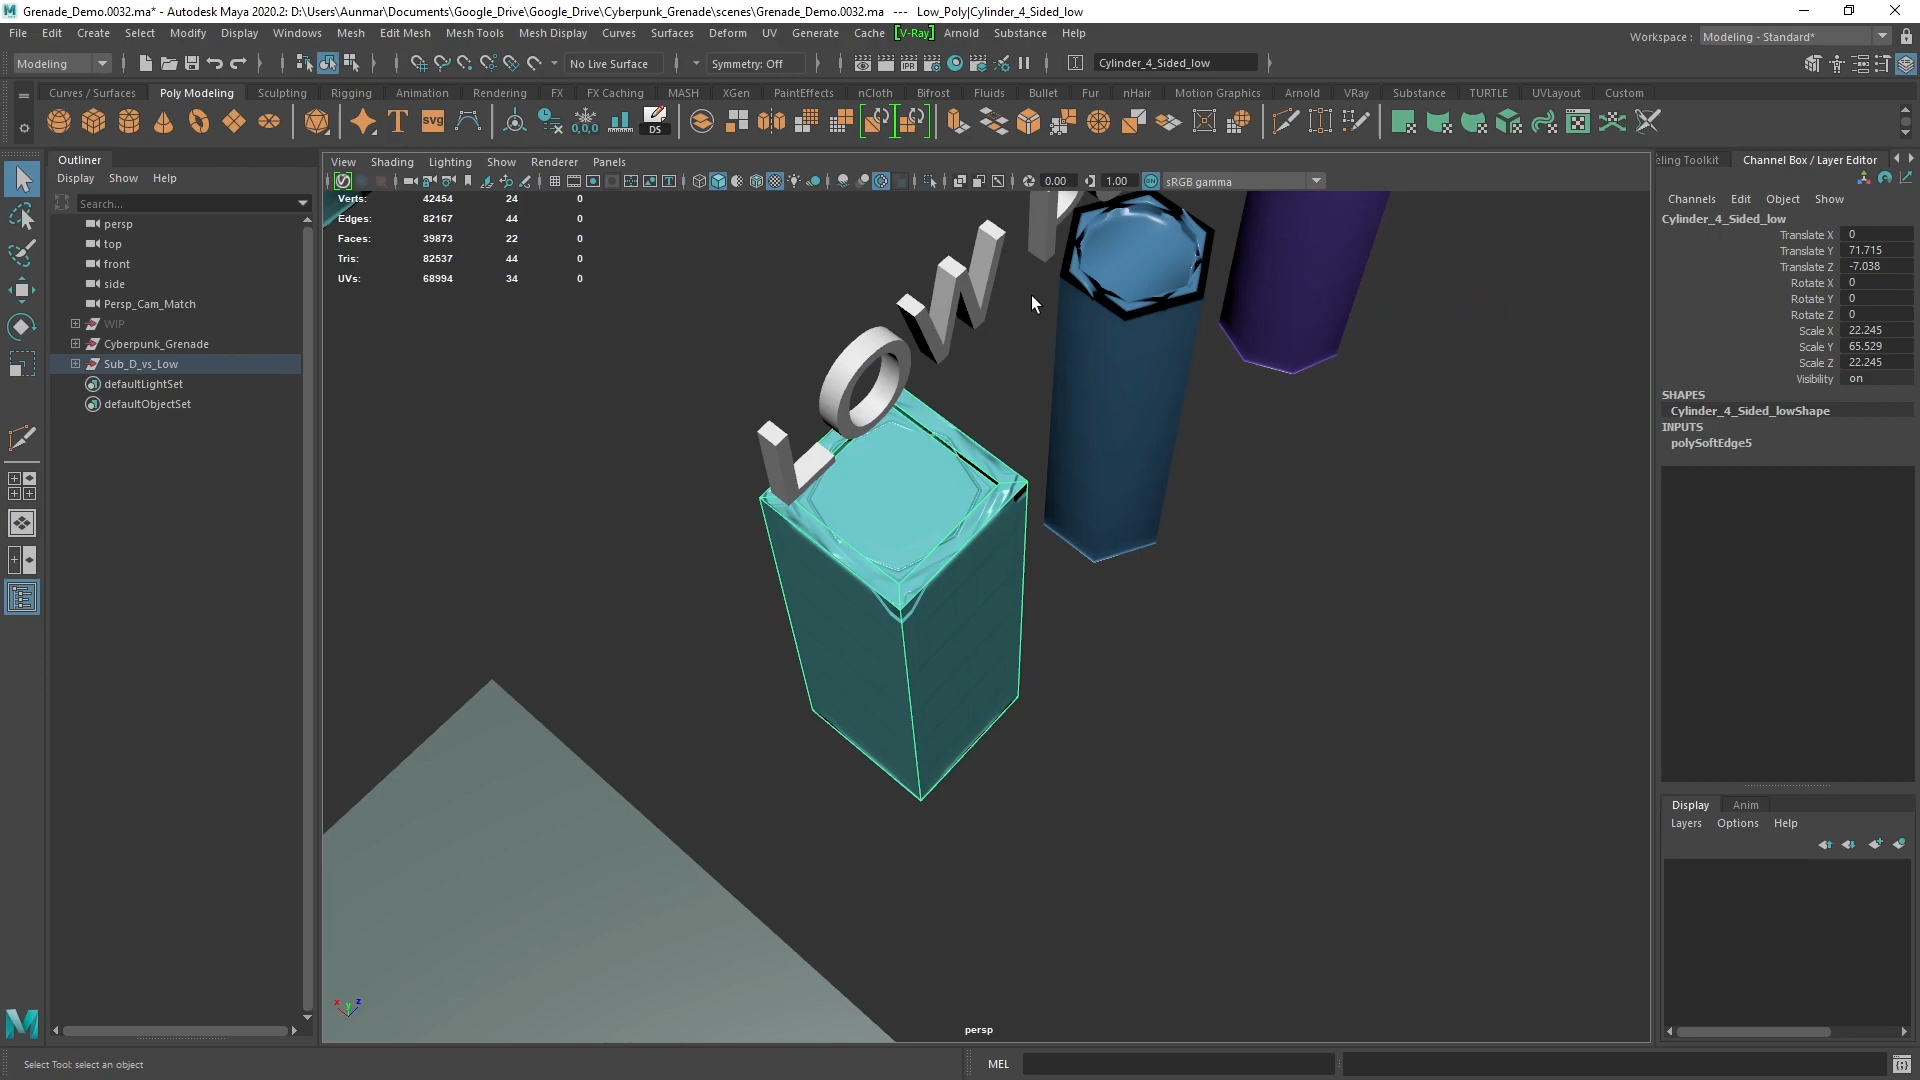 Grenade_Demo.0032.ma* - Autodesk Maya 2020.2: D:\Users\Aunmar\Documents\Google_Drive\Google_Drive\Cyberpunk_Grenade\scenes\Grenade_Demo.0032.ma --- Low_Poly|Cylinder_4_Sided_low
File Edit Create Select Modify Display Windows Mesh Edit Mesh Mesh Tools Mesh Display Curves Surfaces Deform UV Generate Cache [V-Ray] Arnold Substance Help
Workspace : Modeling - Standard*
Modeling No Live Surface Symmetry: Off Cylinder_4_Sided_low
Curves / Surfaces Poly Modeling Sculpting Rigging Animation Rendering FX FX Caching MASH XGen PaintEffects nCloth Bifrost Fluids Bullet Fur nHair Motion Graphics Arnold VRay Substance TURTLE UVLayout Custom
T SVG 0,0,0 DS
Outliner
Display Show Help
Search...
persp
top
front
side
Persp_Cam_Match
WIP
Cyberpunk_Grenade
Sub_D_vs_Low
defaultLightSet
defaultObjectSet
View Shading Lighting Show Renderer Panels
0.00 1.00 sRGB gamma
Verts: 42454 24 0
Edges: 82167 44 0
Faces: 39873 22 0
Tris: 82537 44 0
UVs: 68994 34 0
LOW
persp
x y z
eling Toolkit Channel Box / Layer Editor
Channels Edit Object Show
Cylinder_4_Sided_low
Translate X 0
Translate Y 71.715
Translate Z -7.038
Rotate X 0
Rotate Y 0
Rotate Z 0
Scale X 22.245
Scale Y 65.529
Scale Z 22.245
Visibility on
SHAPES
Cylinder_4_Sided_lowShape
INPUTS
polySoftEdge5
Display Anim
Layers Options Help
Select Tool: select an object
MEL